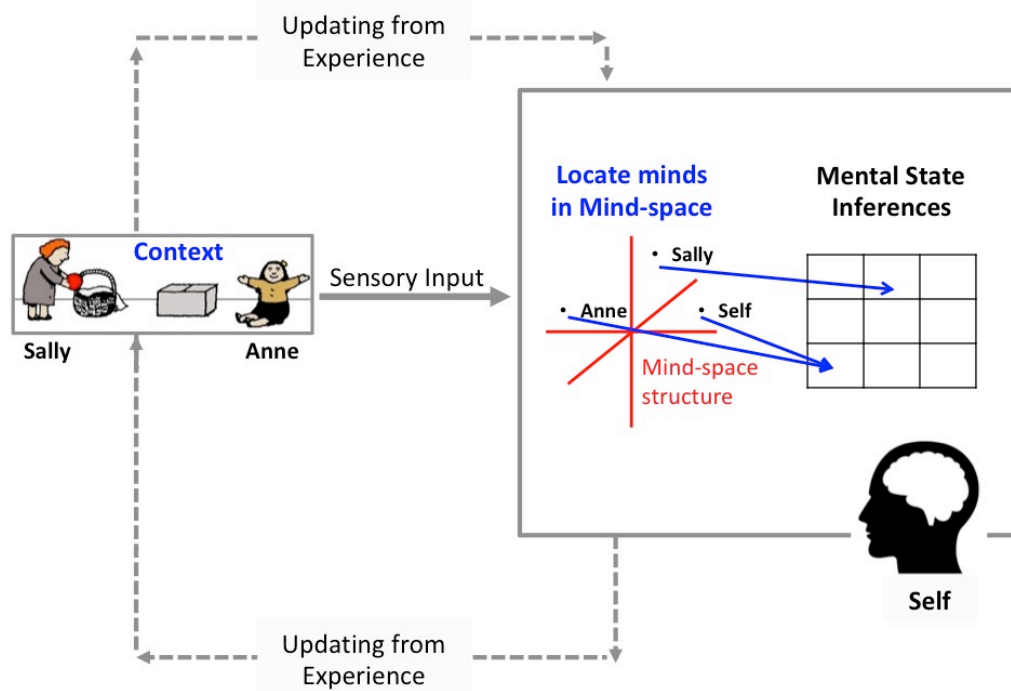 Updating from
Experience
Locate minds
in Mind-space
Mental State
Inferences
Context
Sally
Sensory Input
Anne
Self
Mind-space
structure
Sally
Anne
Self
Updating from
Experience